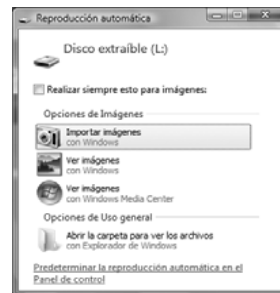 Reproducción automática
Disco extraíble (L:)
Realizar siempre esto para imágenes:
Opciones de Imágenes
Importar imágenes
con Windows
Ver imágenes
con Windows
Ver imágenes
con Windows Media Center
Opciones de Uso general
Abrir la carpeta para ver los archivos
con Explorador de Windows
Predeterminar la reproducción automática en el
Panel de control